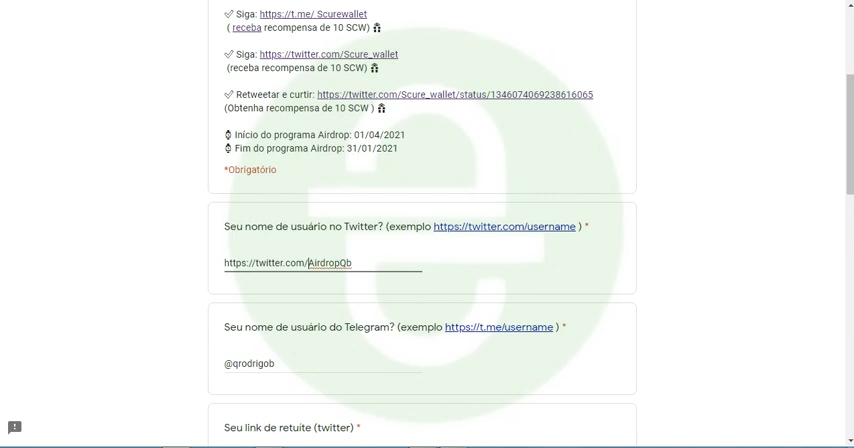 ✅ Siga: https://t.me/ Scurewallet
( receba recompensa de 10 SCW)
✅ Siga: https://twitter.com/Scure_wallet
(receba recompensa de 10 SCW)
✅ Retweetar e curtir: https://twitter.com/Scure_wallet/status/1346074069238616065
(Obtenha recompensa de 10 SCW )
⌚ Início do programa Airdrop: 01/04/2021
⌚ Fim do programa Airdrop: 31/01/2021
*Obrigatório
Seu nome de usuário no Twitter? (exemplo https://twitter.com/username ) *
https://twitter.com/AirdropQb
Seu nome de usuário do Telegram? (exemplo https://t.me/username ) *
@qrodrigob
Seu link de retuíte (twitter) *